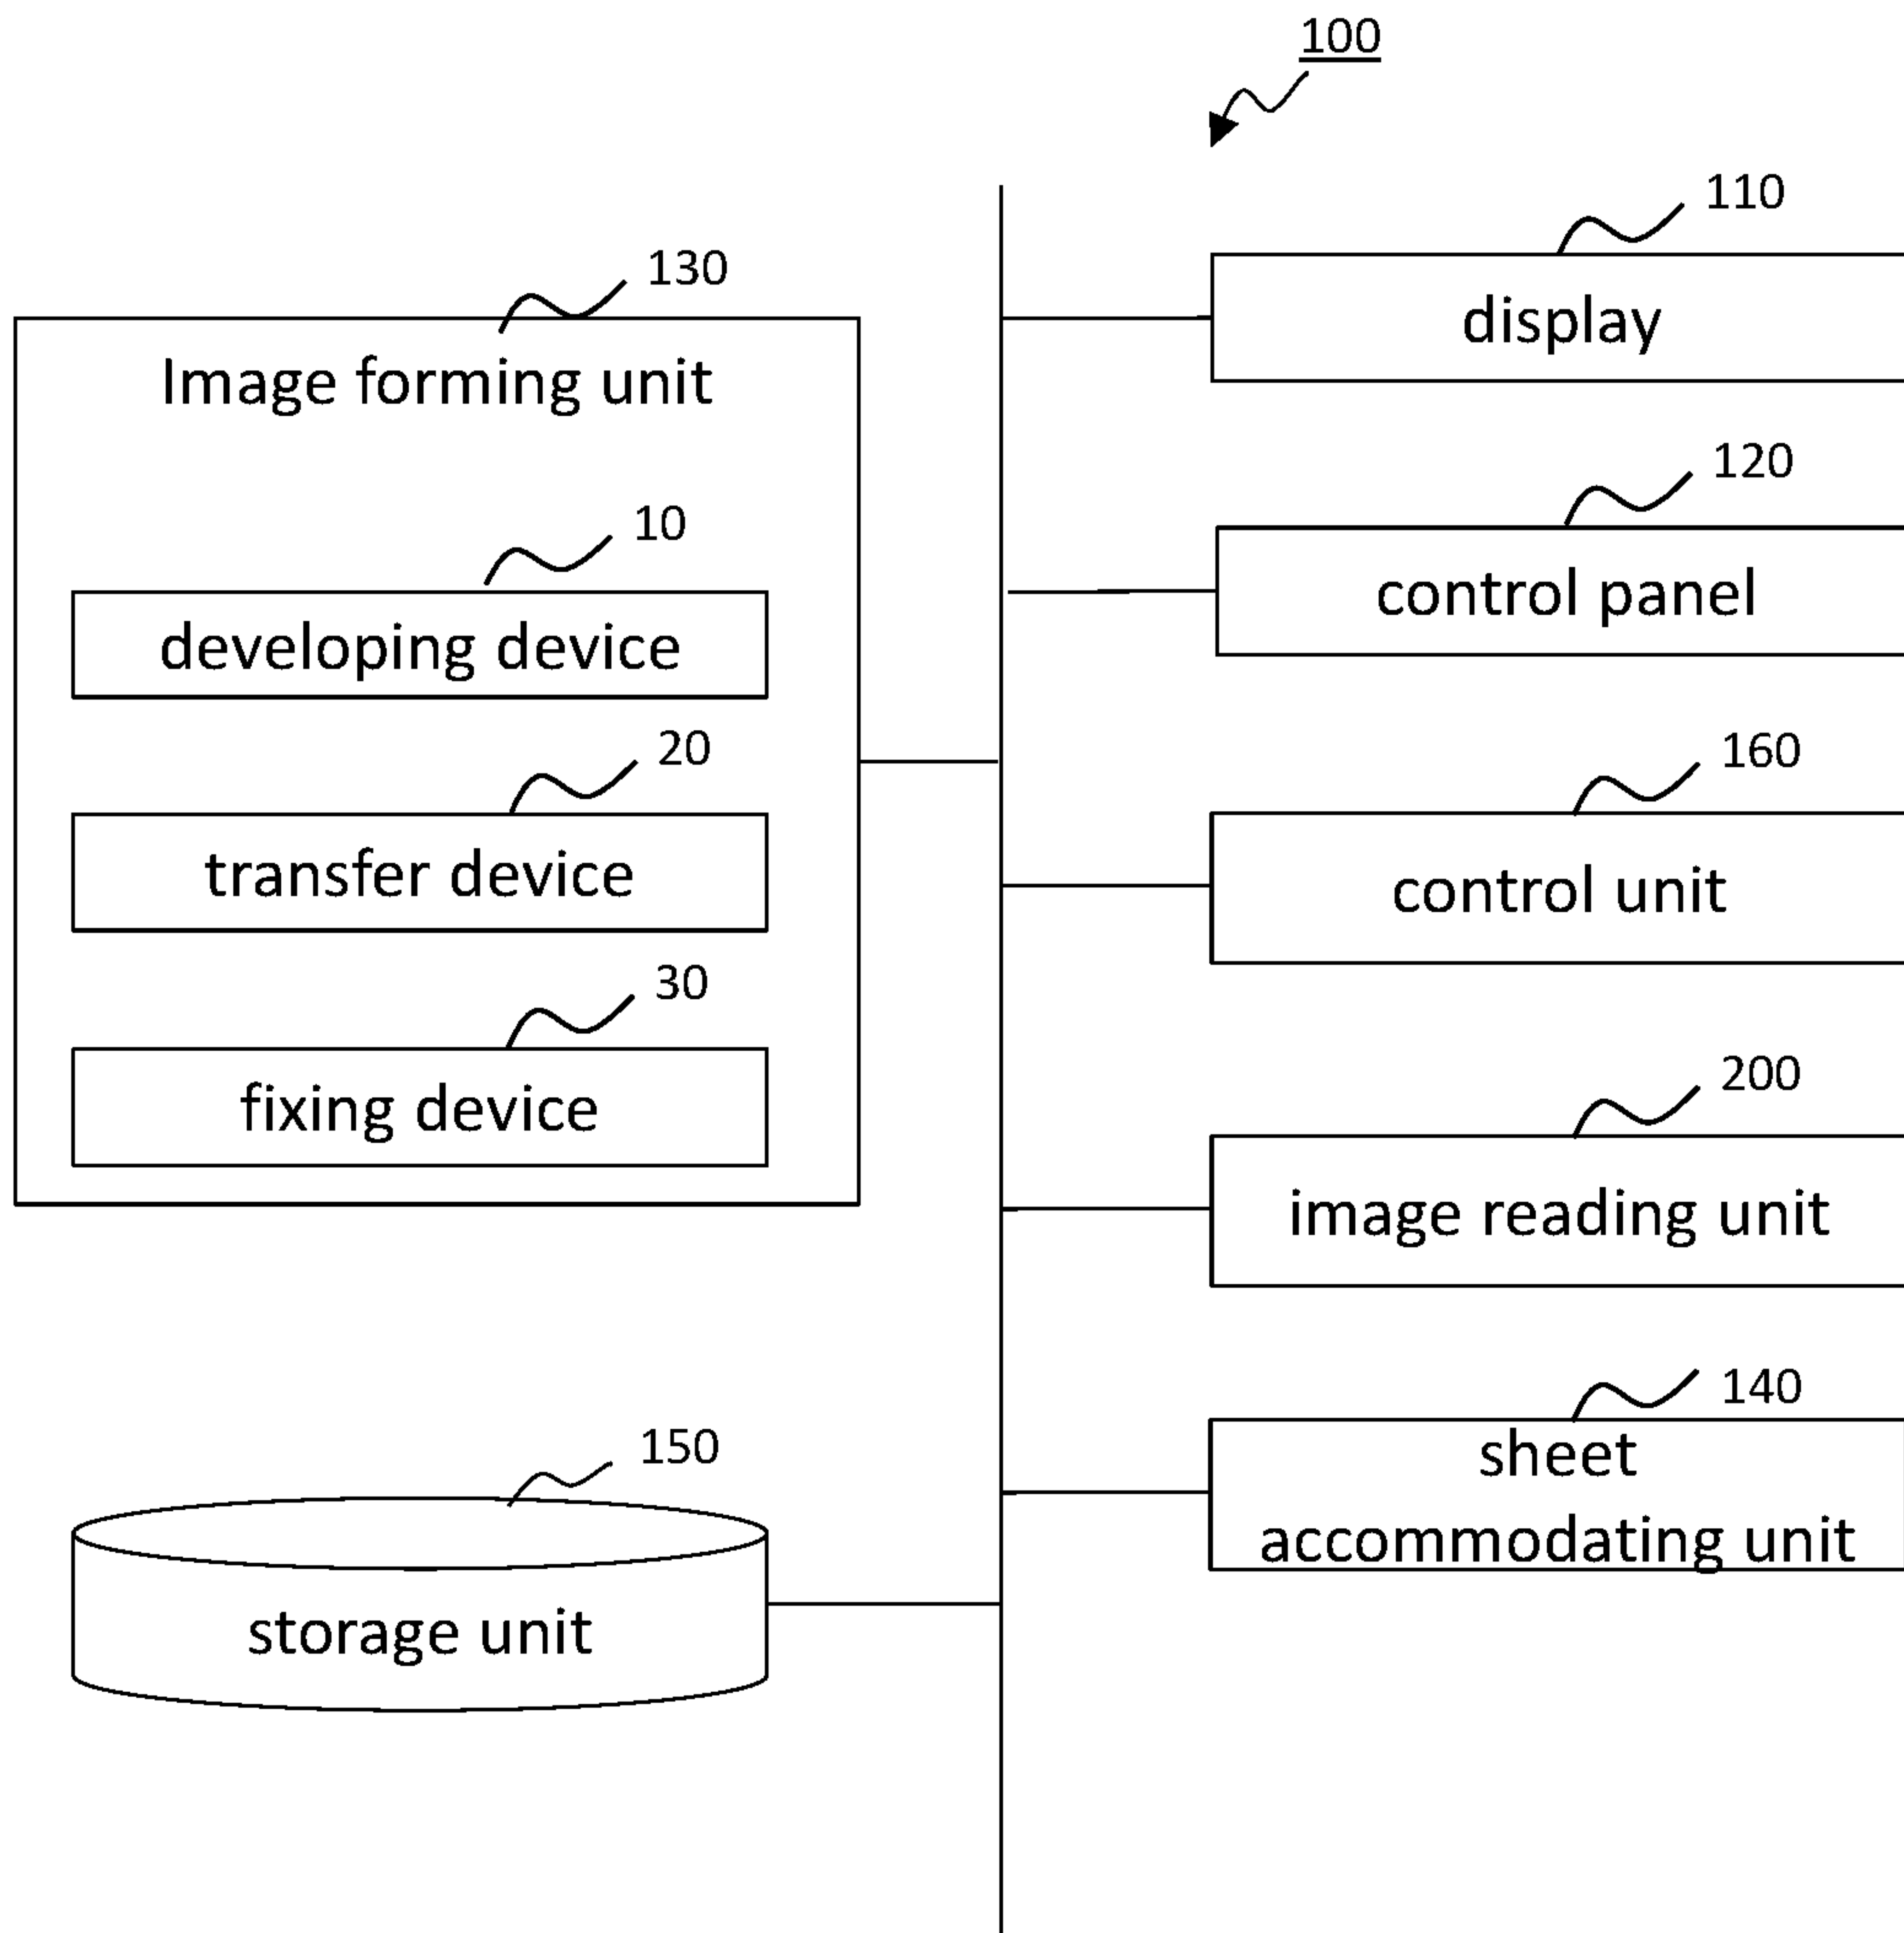 100
110
display
130
Image forming unit
120
control panel
10
developing device
160
control unit
20
transfer device
30
fixing device
200
image reading unit
140
sheet
accommodating unit
150
storage unit